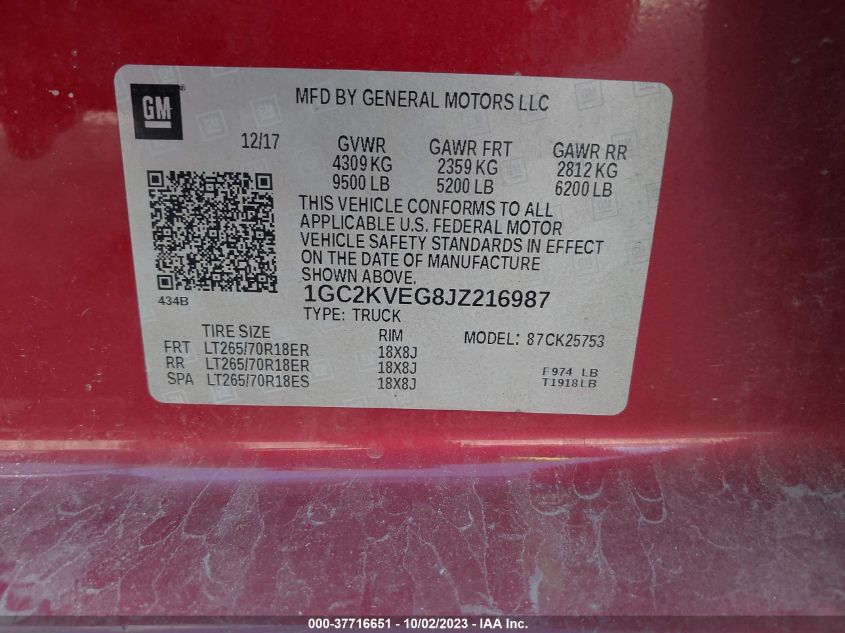 GM
MFD BY GENERAL MOTORS LLC
12/17
GVWR
4309 KG
9500 LB
GAWR FRT
2359 KG
5200 LB
GAWR RR
2812 KG
6200 LB
THIS VEHICLE CONFORMS TO ALL
APPLICABLE U.S. FEDERAL MOTOR
VEHICLE SAFETY STANDARDS IN EFFECT
ON THE DATE OF MANUFACTURE
SHOWN ABOVE.
434B
1GC2KVEG8JZ216987
TYPE: TRUCK
TIRE SIZE RIM
MODEL: 87CK25753
FRT LT265/70R18ER 18X8J
RR LT265/70R18ER 18X8J
SPA LT265/70R18ES 18X8J
F974 LB
T1918LB
000-37716651 - 10/02/2023 - IAA Inc.